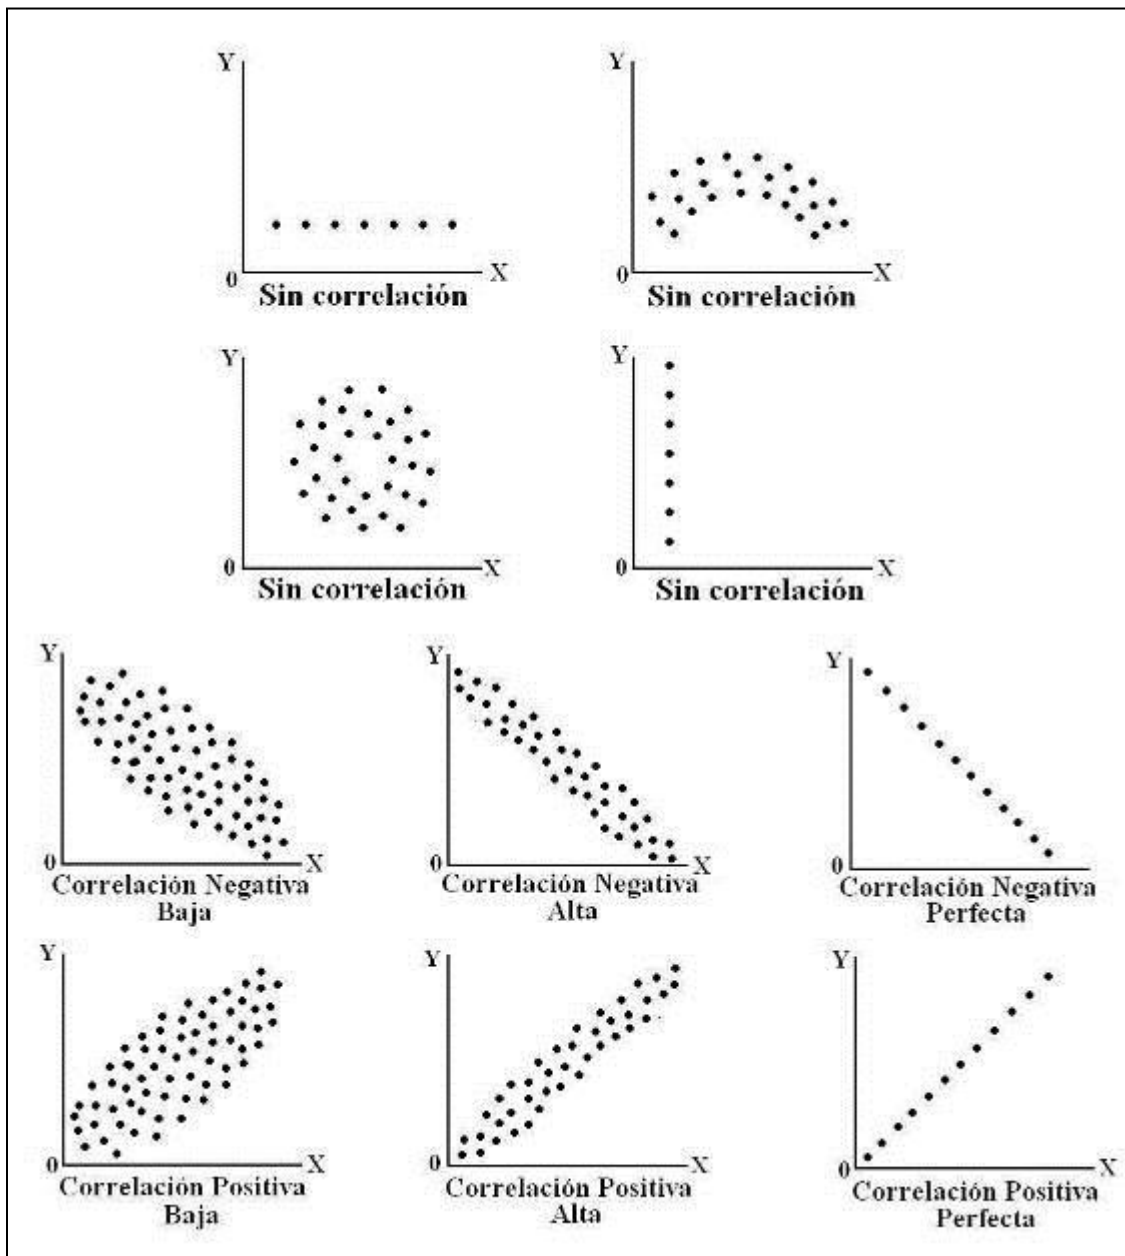 Y
Y
0
X
0
X
Sin correlación
Sin correlación
Y
Y
0
X
0
X
Sin correlación
Sin correlación
Y
Y
Y
0
X
0
X
0
Correlación Negativa
Baja
Correlación Negativa
Alta
Correlación Negativa
Perfecta
Y
Y
Y
0
X
0
X
0
X
Correlación Positiva
Baja
Correlación Positiva
Alta
Correlación Positiva
Perfecta